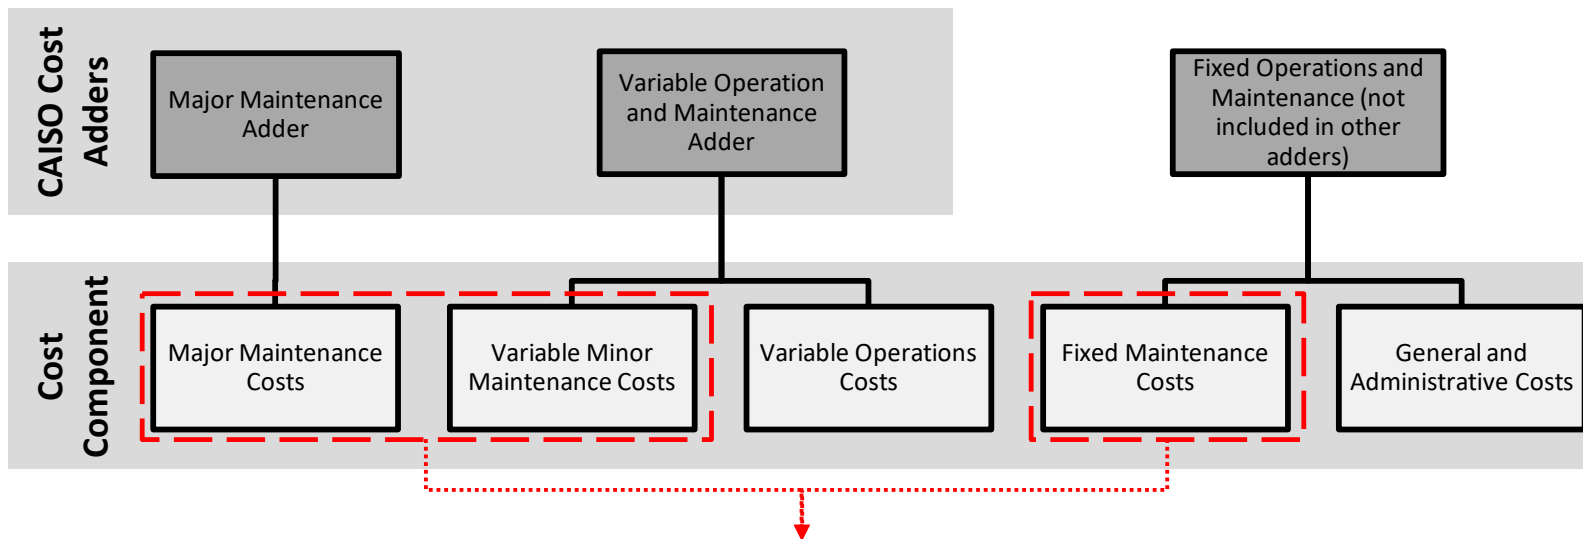 CAISO Cost
Adders
Major Maintenance
Adder
Variable Operation
and Maintenance
Adder
Fixed Operations and
Maintenance (not
included in other
adders)
Cost
Component
Major Maintenance
Costs
Variable Minor
Maintenance Costs
Variable Operations
Costs
Fixed Maintenance
Costs
General and
Administrative Costs